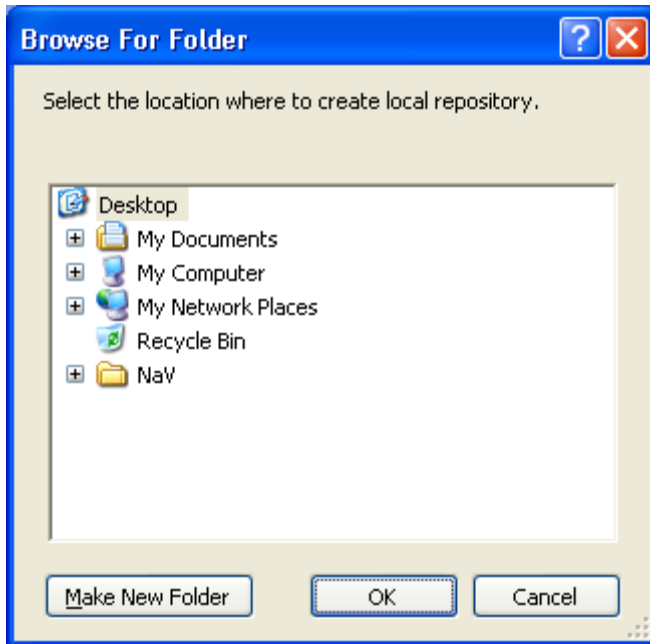 Browse For Folder
Select the location where to create local repository.
Desktop
My Documents
My Computer
My Network Places
Recycle Bin
NaV
Make New Folder OK Cancel